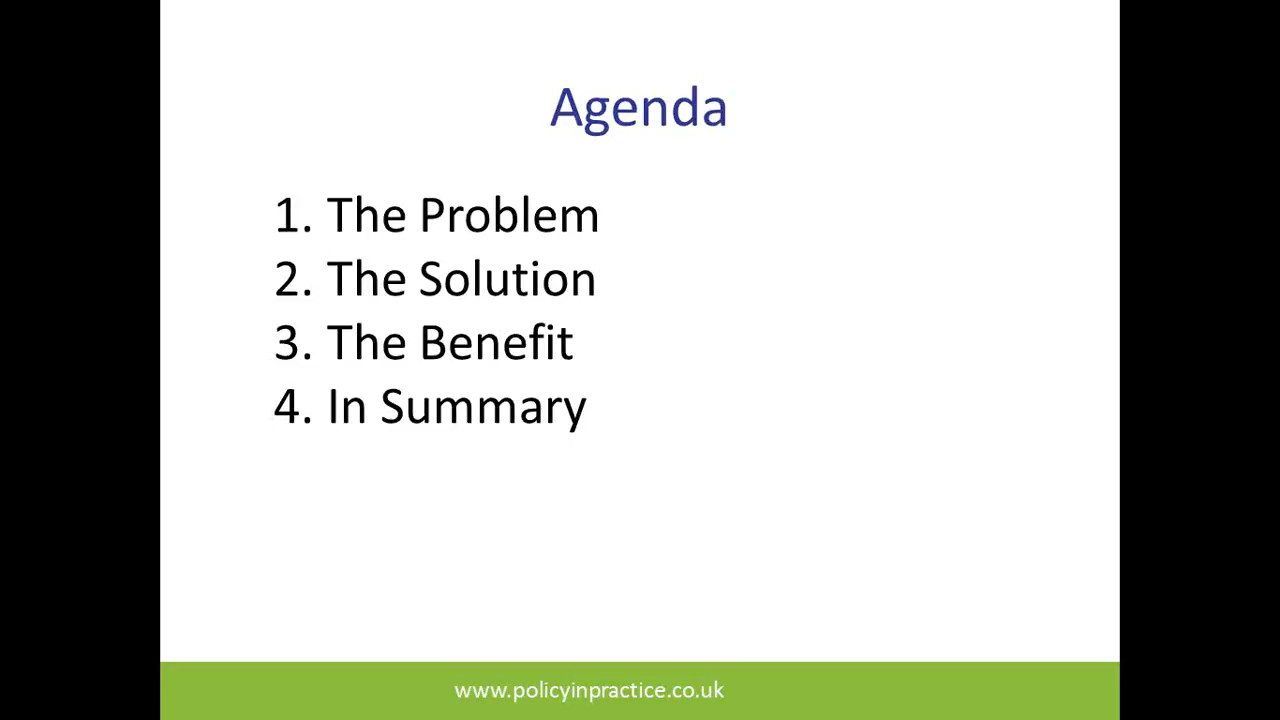 Agenda
1. The Problem
2. The Solution
3. The Benefit
4. In Summary
www.policyinpractice.co.uk